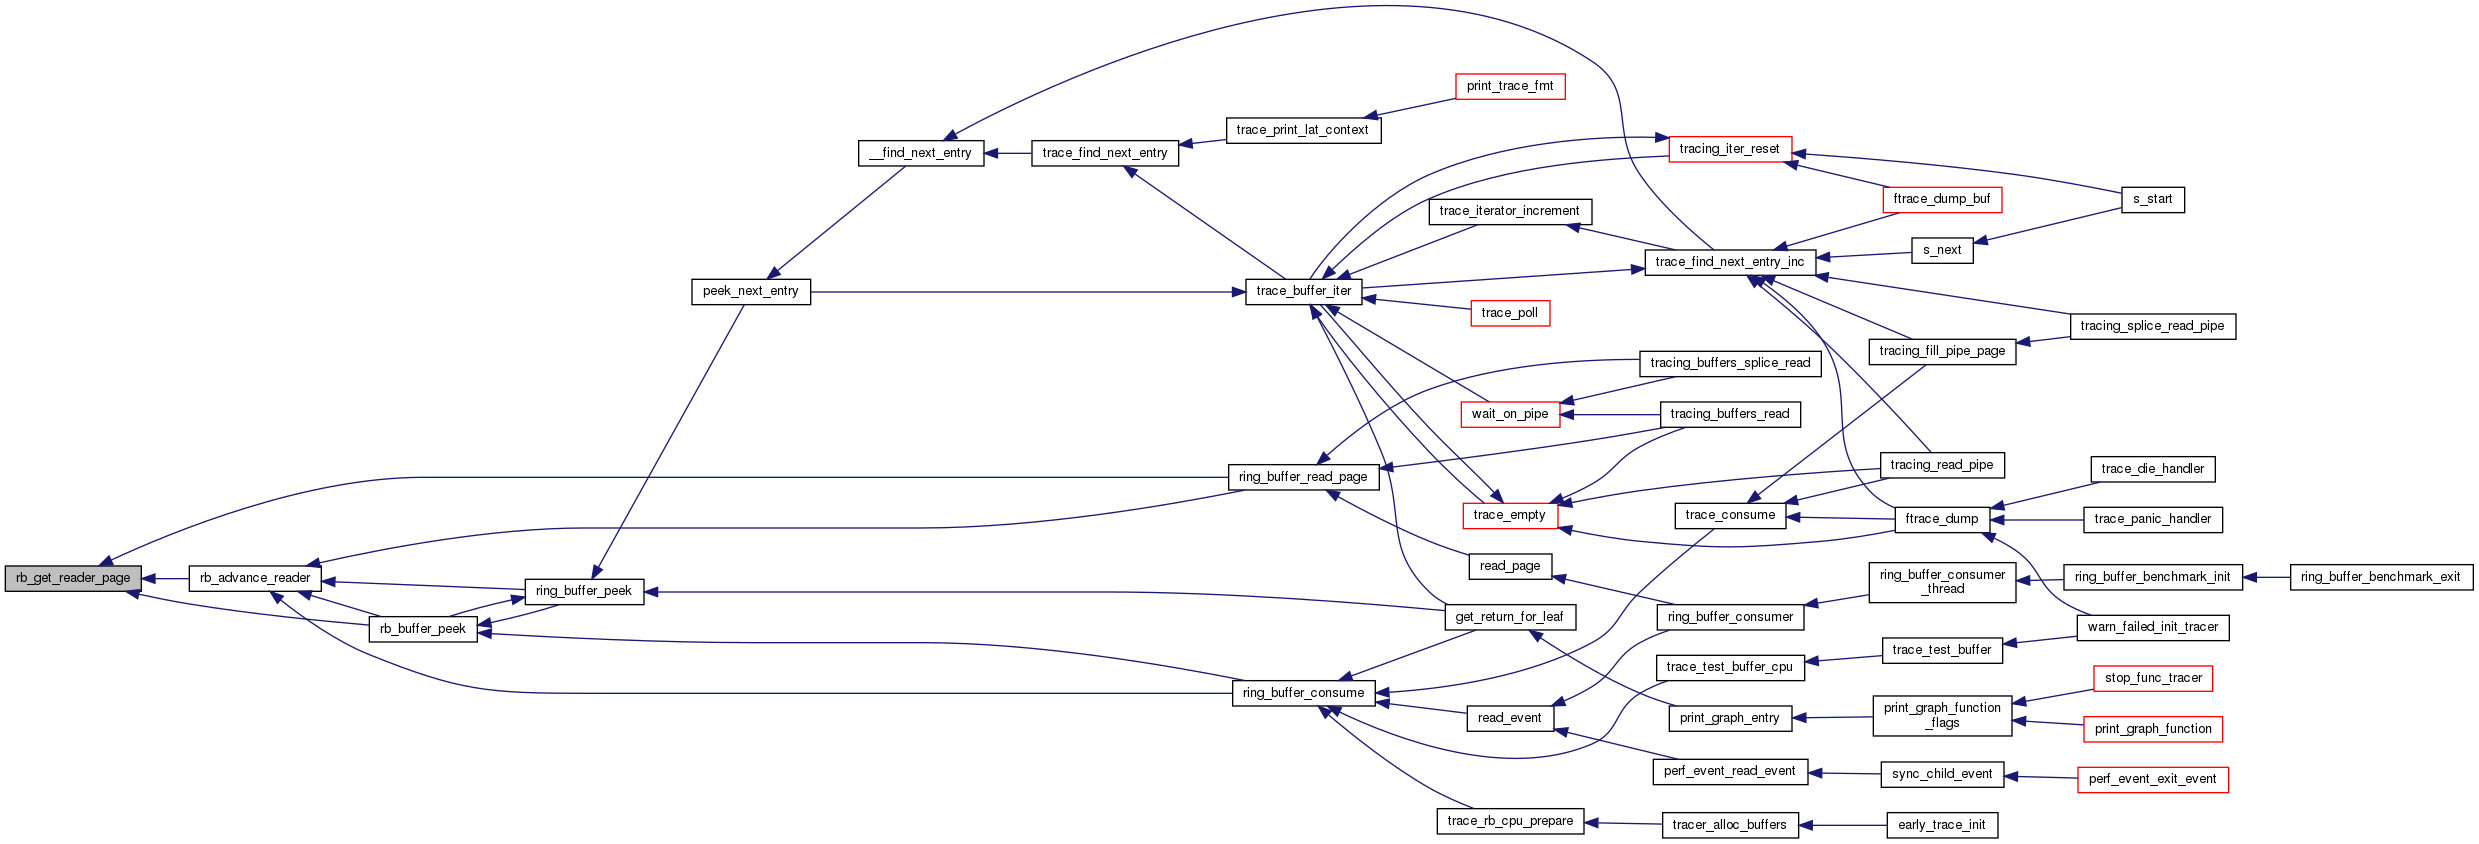 print_trace_fmt
trace_print_lat_context
__find_next_entry
trace_find_next_entry
tracing_iter_reset
ftrace_dump_buf
s_start
trace_iterator_increment
s_next
trace_find_next_entry_inc
peek_next_entry
trace_buffer_iter
trace_poll
tracing_splice_read_pipe
tracing_fill_pipe_page
tracing_buffers_splice_read
wait_on_pipe
tracing_buffers_read
ring_buffer_read_page
tracing_read_pipe
trace_die_handler
trace_empty
trace_consume
ftrace_dump
trace_panic_handler
read_page
rb_get_reader_page
rb_advance_reader
ring_buffer_peek
ring_buffer_consumer
_thread
ring_buffer_benchmark_init
ring_buffer_benchmark_exit
rb_buffer_peek
get_return_for_leaf
ring_buffer_consumer
warn_failed_init_tracer
trace_test_buffer
trace_test_buffer_cpu
stop_func_tracer
ring_buffer_consume
read_event
print_graph_entry
print_graph_function
_flags
print_graph_function
perf_event_read_event
sync_child_event
perf_event_exit_event
trace_rb_cpu_prepare
tracer_alloc_buffers
early_trace_init